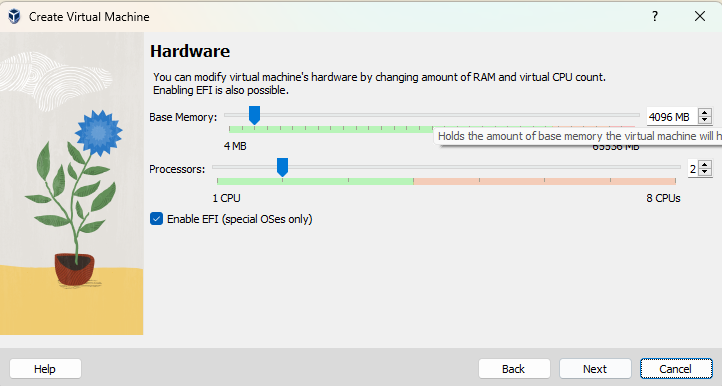 Create Virtual Machine
?
Hardware
You can modify virtual machine's hardware by changing amount of RAM and virtual CPU count.
Enabling EFI is also possible.
Base Memory:
4096 MB
Holds the amount of base memory the virtual machine will h
4 MB
65536 MB
Processors:
2
1 CPU
8 CPUs
Enable EFI (special OSes only)
Help
Back
Next
Cancel